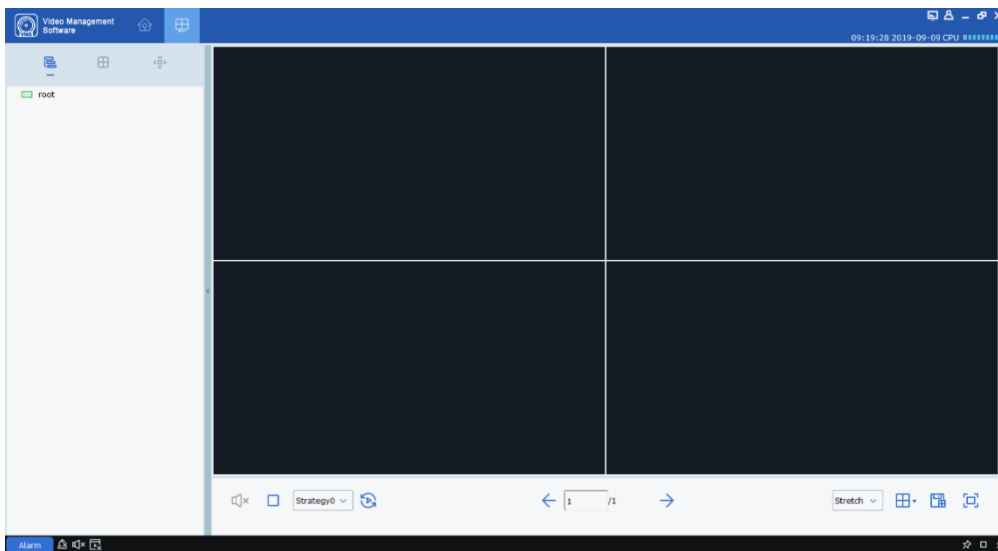 Video Management
Software
09:19:28 2019-09-09 CPU
root
Strategy0
1 /1
Stretch
Alarm